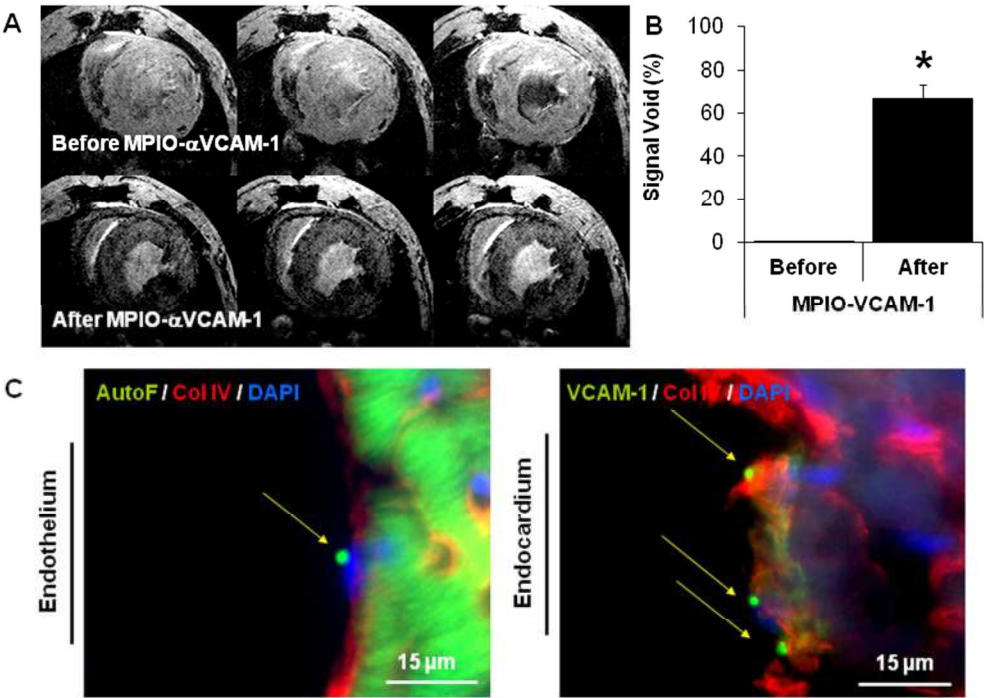 A
Before MPIO-αVCAM-1
After MPIO-αVCAM-1
B
Signal Void (%)
100
80
60
40
20
0
*
Before After
MPIO-VCAM-1
C
Endothelium
AutoF / Col IV / DAPI
15 µm
Endocardium
VCAM-1 / Col IV / DAPI
15 µm